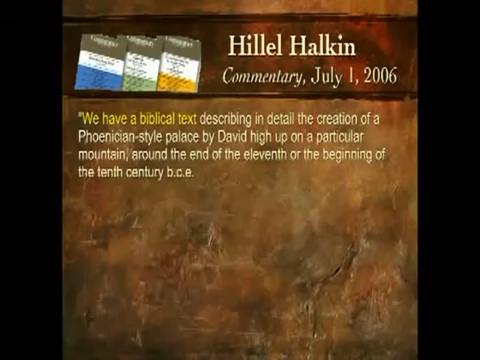 Hillel Halkin
Commentary, July 1, 2006
"We have a biblical text describing in detail the creation of a
Phoenician-style palace by David high up on a particular
mountain, around the end of the eleventh or the beginning of
the tenth century b.c.e.